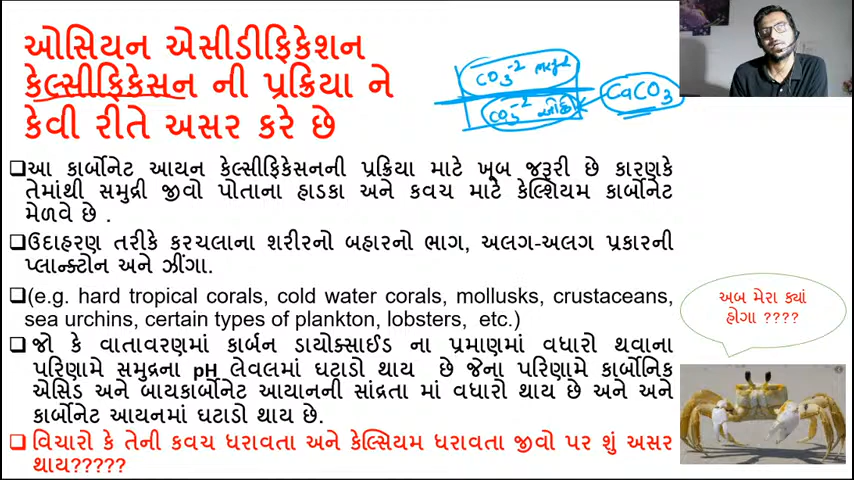 ઓસિયન એસીડીફિકેશન
કેલ્સીફિકેસન ની પ્રક્રિયા ને
કેવી રીતે અસર કરે છે
CO₃⁻²
CO₃⁻²
CaCO₃
❑આ કાર્બોનેટ આયન કેલ્સીફિકેસનની પ્રક્રિયા માટે ખૂબ જરૂરી છે કારણકે
તેમાંથી સમુદ્રી જીવો પોતાના હાડકા અને કવચ માટે કેલ્શિયમ કાર્બોનેટ
મેળવે છે .
❑ઉદાહરણ તરીકે કરચલાના શરીરનો બહારનો ભાગ, અલગ-અલગ પ્રકારની
પ્લાન્ક્ટોન અને ઝીંગા.
❑(e.g. hard tropical corals, cold water corals, mollusks, crustaceans,
sea urchins, certain types of plankton, lobsters, etc.)
❑ જો કે વાતાવરણમાં કાર્બન ડાયોક્સાઈડ ના પ્રમાણમાં વધારો થવાના
પરિણામે સમુદ્રના pH લેવલમાં ઘટાડો થાય છે જેના પરિણામે કાર્બોનિક
એસિડ અને બાયકાર્બોનેટ આયાનની સાંદ્રતા માં વધારો થાય છે અને અને
કાર્બોનેટ આયનમાં ઘટાડો થાય છે.
❑ વિચારો કે તેની કવચ ધરાવતા અને કેલ્સિયમ ધરાવતા જીવો પર શું અસર
થાય?????
અબ મેરા ક્યાં
હોગા ????